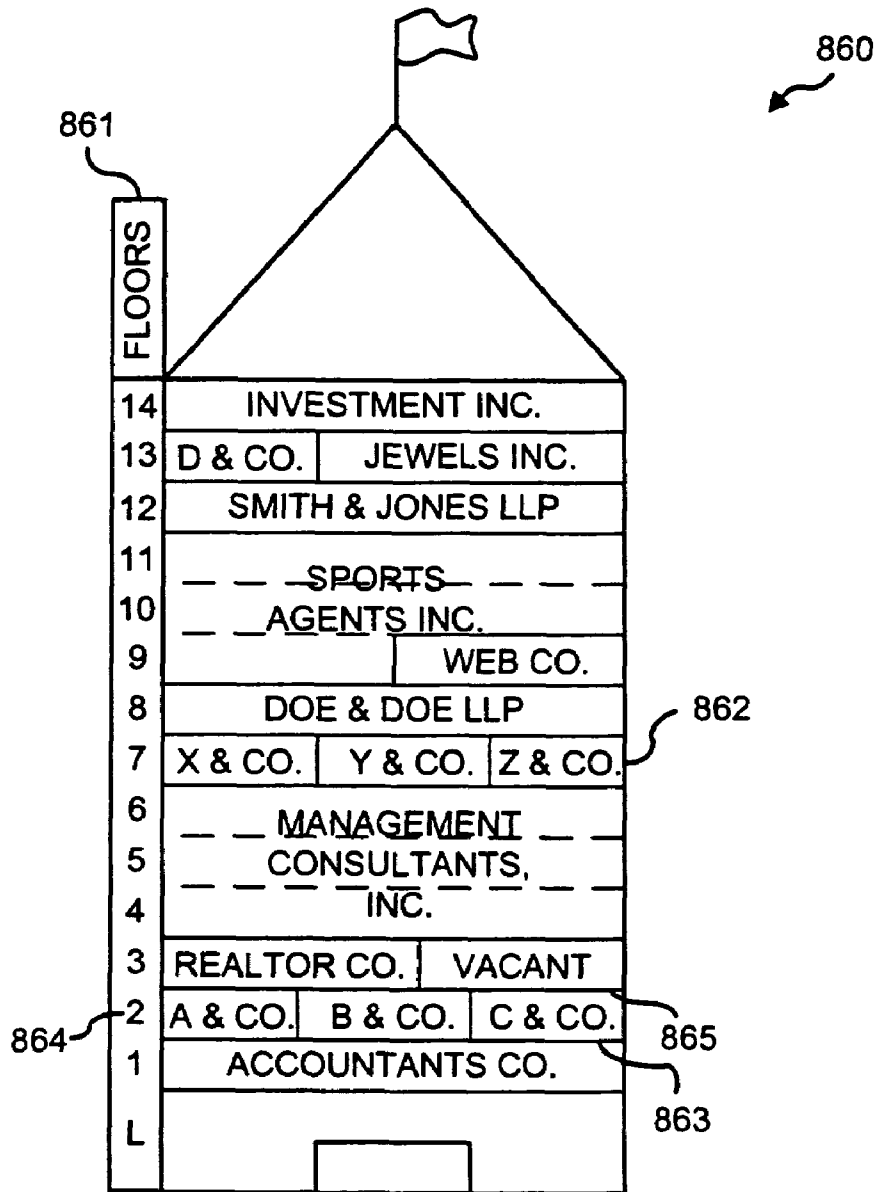 860
861
FLOORS
14 INVESTMENT INC.
13 D & CO. JEWELS INC.
12 SMITH & JONES LLP
11 SPORTS
10 AGENTS INC.
9 WEB CO.
8 DOE & DOE LLP
862
7 X & CO. Y & CO. Z & CO.
6 MANAGEMENT
5 CONSULTANTS,
4 INC.
3 REALTOR CO. VACANT
864 2 A & CO. B & CO. C & CO. 865
1 ACCOUNTANTS CO.
863
L